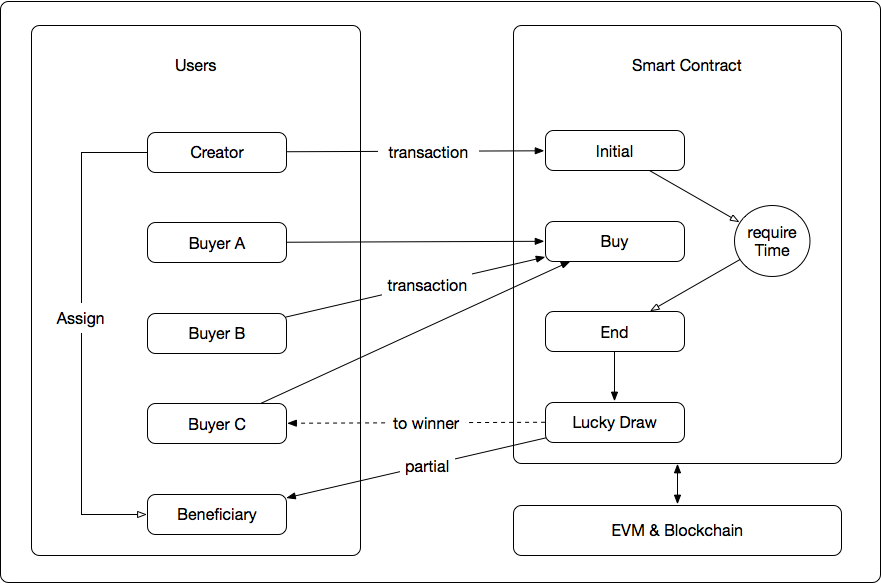 Users
Smart Contract
Creator
transaction
Initial
Buyer A
Buy
require
Time
transaction
Assign
Buyer B
End
Buyer C
to winner
Lucky Draw
partial
Beneficiary
EVM & Blockchain